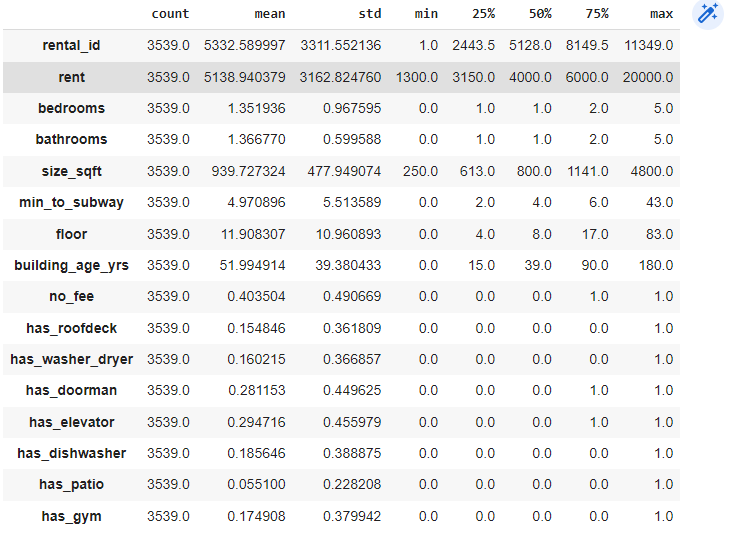 count mean std min 25% 50% 75% max
rental_id 3539.0 5332.589997 3311.552136 1.0 2443.5 5128.0 8149.5 11349.0
rent 3539.0 5138.940379 3162.824760 1300.0 3150.0 4000.0 6000.0 20000.0
bedrooms 3539.0 1.351936 0.967595 0.0 1.0 1.0 2.0 5.0
bathrooms 3539.0 1.366770 0.599588 0.0 1.0 1.0 2.0 5.0
size_sqft 3539.0 939.727324 477.949074 250.0 613.0 800.0 1141.0 4800.0
min_to_subway 3539.0 4.970896 5.513589 0.0 2.0 4.0 6.0 43.0
floor 3539.0 11.908307 10.960893 0.0 4.0 8.0 17.0 83.0
building_age_yrs 3539.0 51.994914 39.380433 0.0 15.0 39.0 90.0 180.0
no_fee 3539.0 0.403504 0.490669 0.0 0.0 0.0 1.0 1.0
has_roofdeck 3539.0 0.154846 0.361809 0.0 0.0 0.0 0.0 1.0
has_washer_dryer 3539.0 0.160215 0.366857 0.0 0.0 0.0 0.0 1.0
has_doorman 3539.0 0.281153 0.449625 0.0 0.0 0.0 1.0 1.0
has_elevator 3539.0 0.294716 0.455979 0.0 0.0 0.0 1.0 1.0
has_dishwasher 3539.0 0.185646 0.388875 0.0 0.0 0.0 0.0 1.0
has_patio 3539.0 0.055100 0.228208 0.0 0.0 0.0 0.0 1.0
has_gym 3539.0 0.174908 0.379942 0.0 0.0 0.0 0.0 1.0